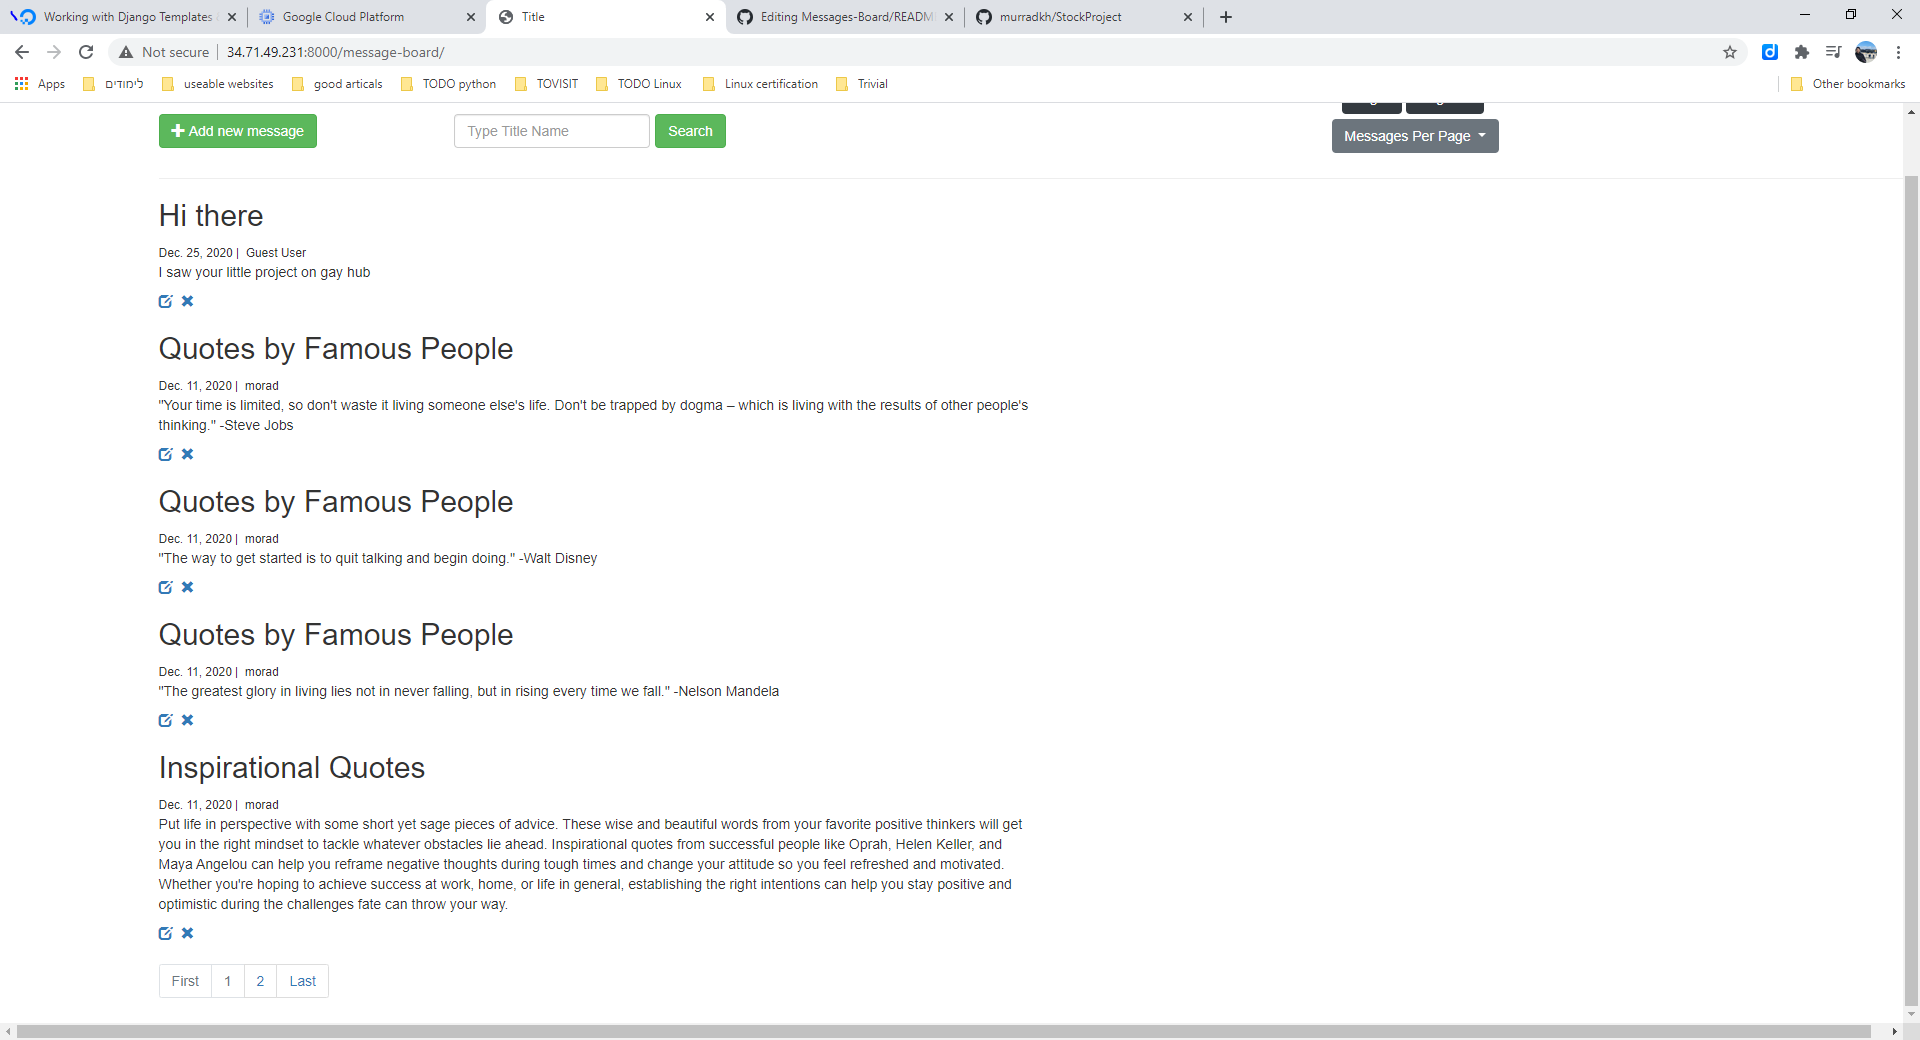 Working with Django Templates
Google Cloud Platform
Title
Editing Messages-Board/READM
murradkh/StockProject
Not secure
34.71.49.231:8000/message-board/
Apps
לימודים
useable websites
good articals
TODO python
TOVISIT
TODO Linux
Linux certification
Trivial
Other bookmarks
Add new message
Type Title Name
Search
Messages Per Page
Hi there
Dec. 25, 2020 | Guest User
I saw your little project on gay hub
Quotes by Famous People
Dec. 11, 2020 | morad
"Your time is limited, so don't waste it living someone else's life. Don't be trapped by dogma – which is living with the results of other people's
thinking." -Steve Jobs
Quotes by Famous People
Dec. 11, 2020 | morad
"The way to get started is to quit talking and begin doing." -Walt Disney
Quotes by Famous People
Dec. 11, 2020 | morad
"The greatest glory in living lies not in never falling, but in rising every time we fall." -Nelson Mandela
Inspirational Quotes
Dec. 11, 2020 | morad
Put life in perspective with some short yet sage pieces of advice. These wise and beautiful words from your favorite positive thinkers will get
you in the right mindset to tackle whatever obstacles lie ahead. Inspirational quotes from successful people like Oprah, Helen Keller, and
Maya Angelou can help you reframe negative thoughts during tough times and change your attitude so you feel refreshed and motivated.
Whether you're hoping to achieve success at work, home, or life in general, establishing the right intentions can help you stay positive and
optimistic during the challenges fate can throw your way.
First 1 2 Last